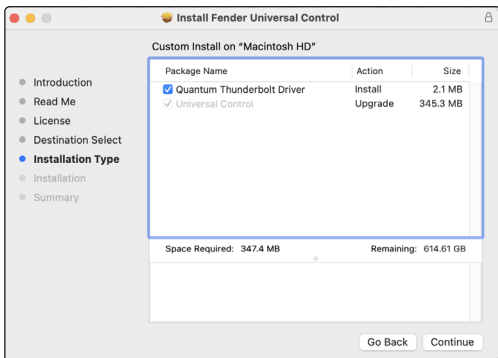 Install Fender Universal Control
Custom Install on “Macintosh HD”
Introduction
Read Me
License
Destination Select
Installation Type
Installation
Summary
Package Name Action Size
Quantum Thunderbolt Driver Install 2.1 MB
Universal Control Upgrade 345.3 MB
Space Required: 347.4 MB Remaining: 614.61 GB
Go Back Continue